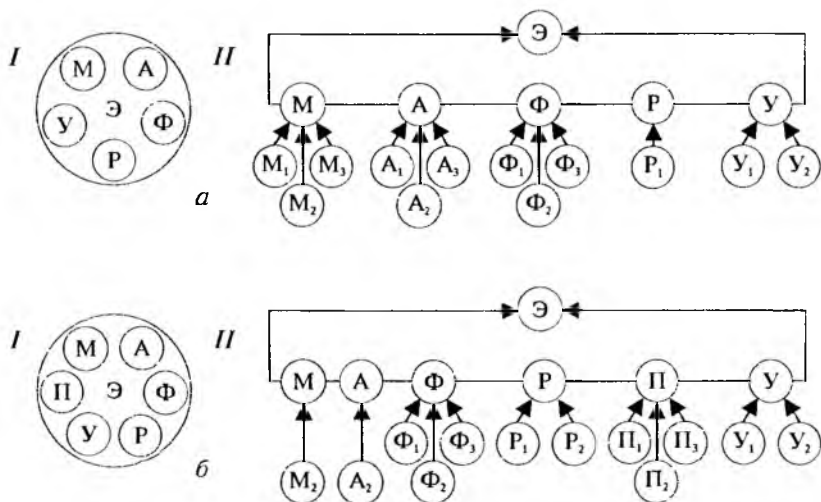 Э
I М А II
М А Ф Р У
У Э Ф
Р
М₁ М₃ А₁ А₃ Ф₁ Ф₃ Р₁ У₁ У₂
а М₂ А₂ Ф₂
Э
I М А II
П Э Ф М А Ф Р П У
У Р
Ф₁ Ф₃ Р₁ Р₂ П₁ П₃ У₁ У₂
б М₂ А₂ Ф₂ П₂